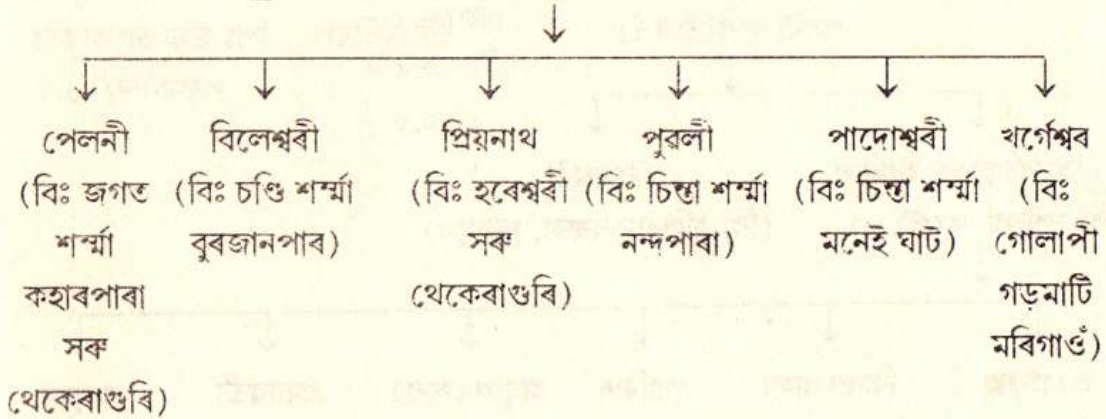 পেলনী বিলেশ্বৰী প্ৰিয়নাথ পুৱলী পাদোশ্বৰী খৰ্গেশ্বৰ
(বিঃ জগত (বিঃ চণ্ডি শৰ্ম্মা (বিঃ হৰেশ্বৰী (বিঃ চিন্তা শৰ্ম্মা (বিঃ চিন্তা শৰ্ম্মা (বিঃ
শৰ্ম্মা বুৰজানপাৰ) সৰু নন্দপাৰা) মনেই ঘাট) গোলাপী
কহাৰপাৰা থেকেৰাগুৰি) গড়মাটি
সৰু মৰিগাওঁ)
থেকেৰাগুৰি)